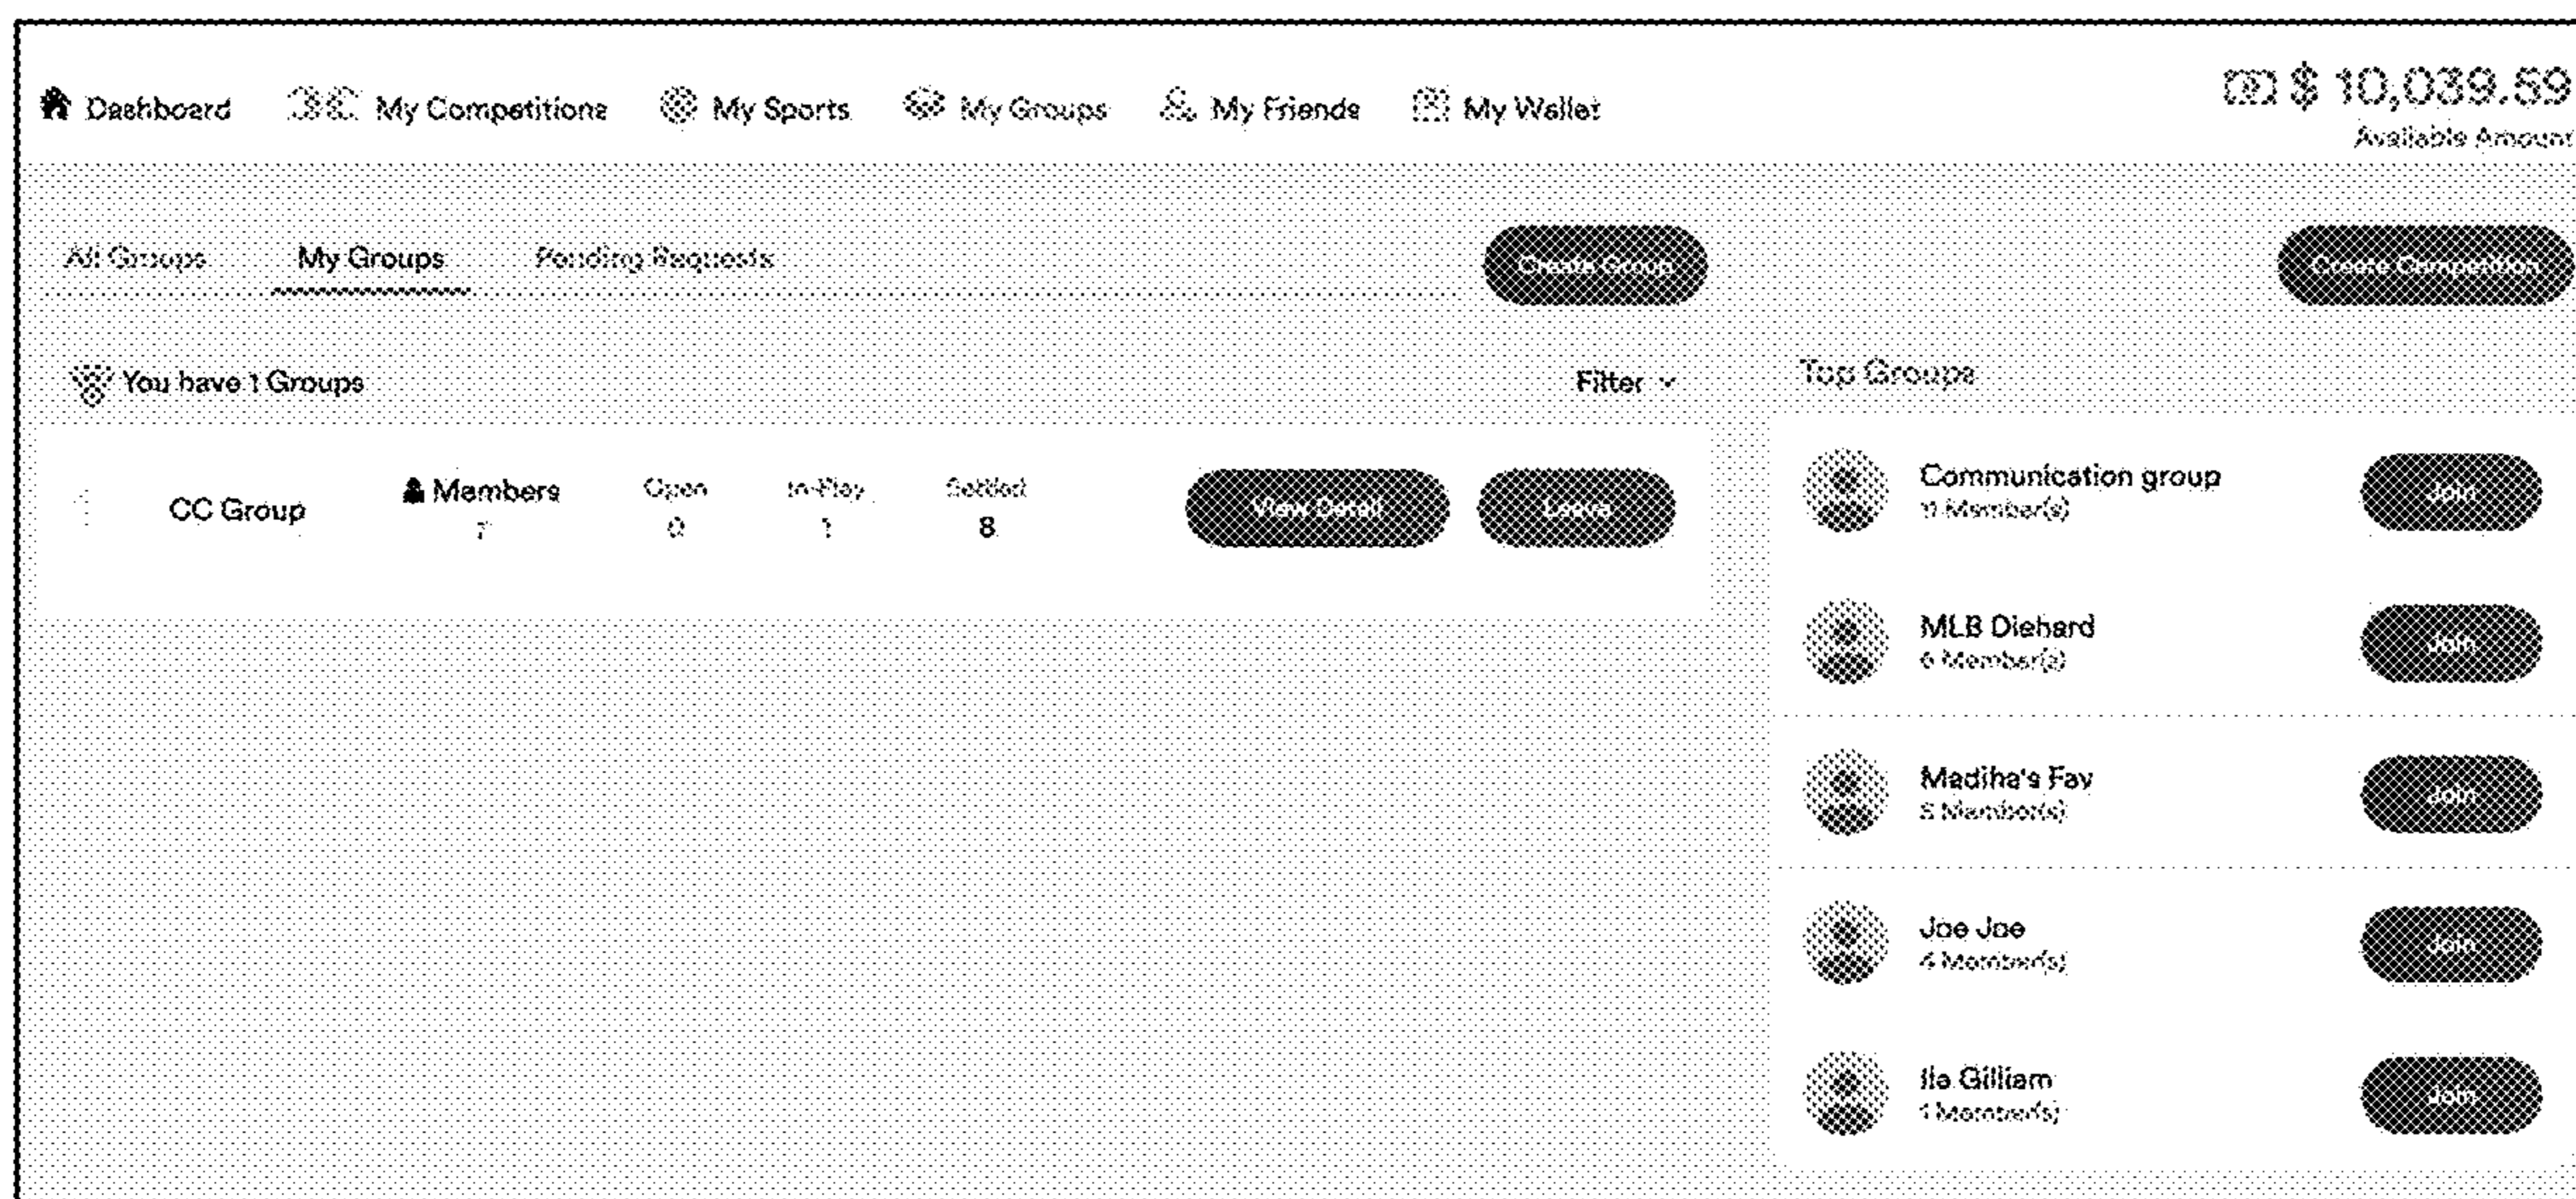 Dashboard My Competitions My Sports My Groups My Friends My Wallet $ 10,039.59
Available Amount
All Groups My Groups Pending Requests Create Group Create Competition
You have 1 Groups Filter Top Groups
CC Group Members Open In-Play Settled View Detail Leave
7 0 1 8
Communication group Join
11 Member(s)
MLB Diehard Join
6 Member(s)
Madiha's Fav Join
5 Member(s)
Joe Joe Join
4 Member(s)
Ila Gilliam Join
1 Member(s)